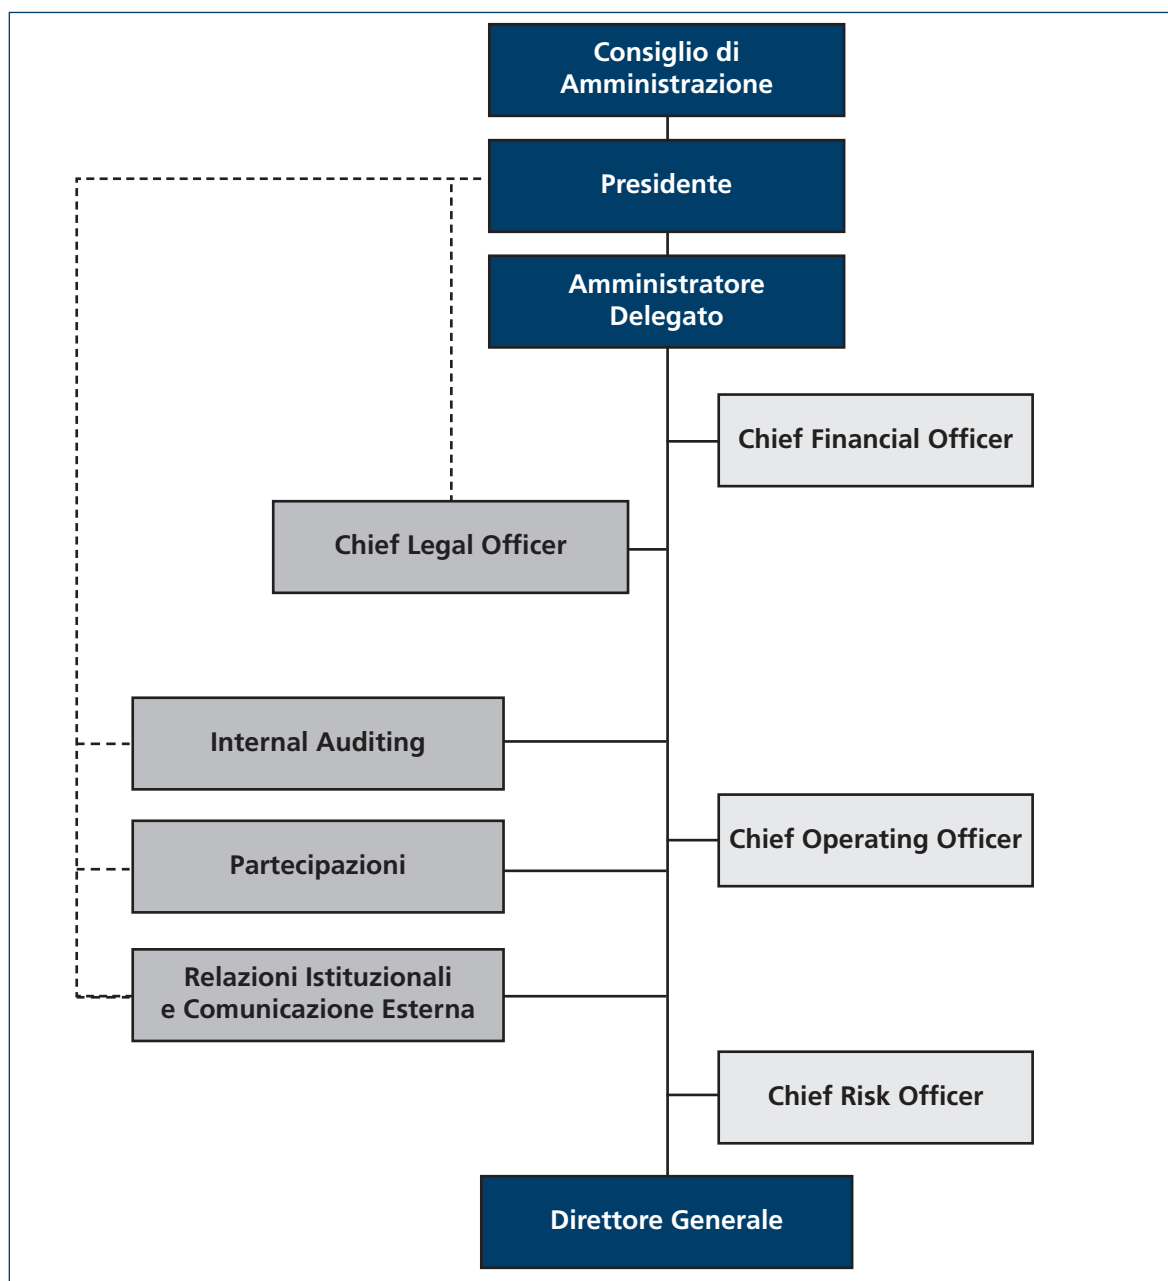 Consiglio di
Amministrazione
Presidente
Amministratore
Delegato
Chief Financial Officer
Chief Legal Officer
Internal Auditing
Chief Operating Officer
Partecipazioni
Relazioni Istituzionali
e Comunicazione Esterna
Chief Risk Officer
Direttore Generale